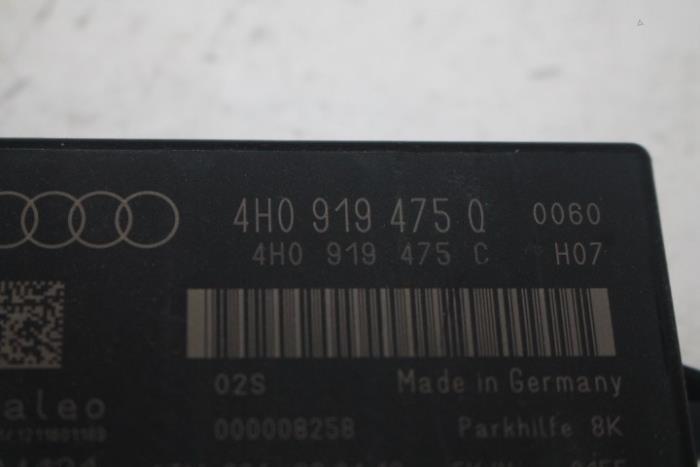 4H0 919 475 Q 0060
4H0 919 475 C H07
02S Made in Germany
aleo
000008258 Parkhilfe 8K